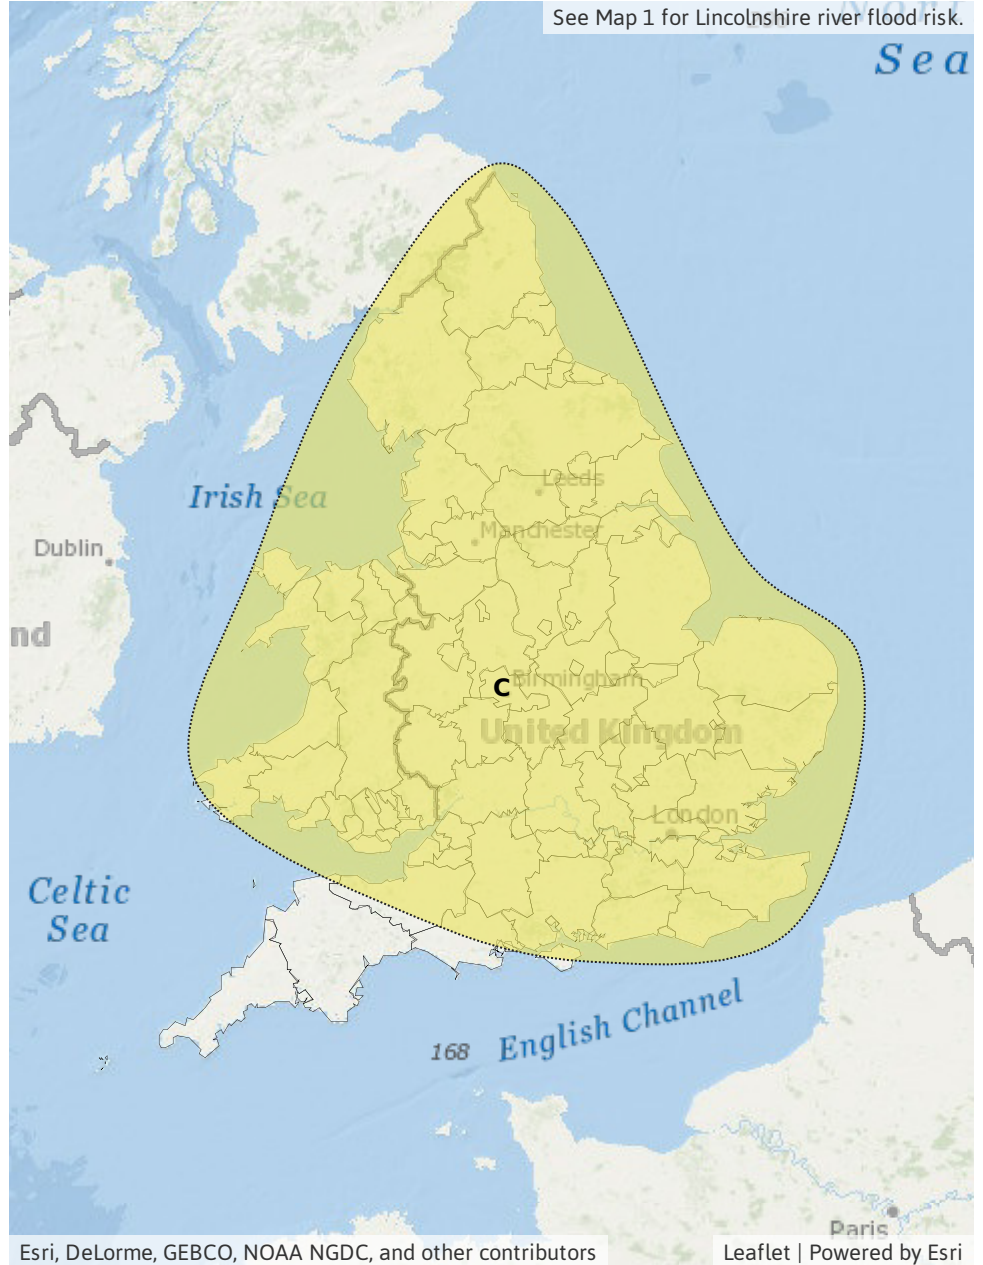 See Map 1 for Lincolnshire river flood risk.
Sea
Leeds
Irish Sea
Manchester
Dublin
nd
Birmingham
C
United Kingdom
London
Celtic
Sea
English Channel
168
Paris
Esri, DeLorme, GEBCO, NOAA NGDC, and other contributors
Leaflet | Powered by Esri